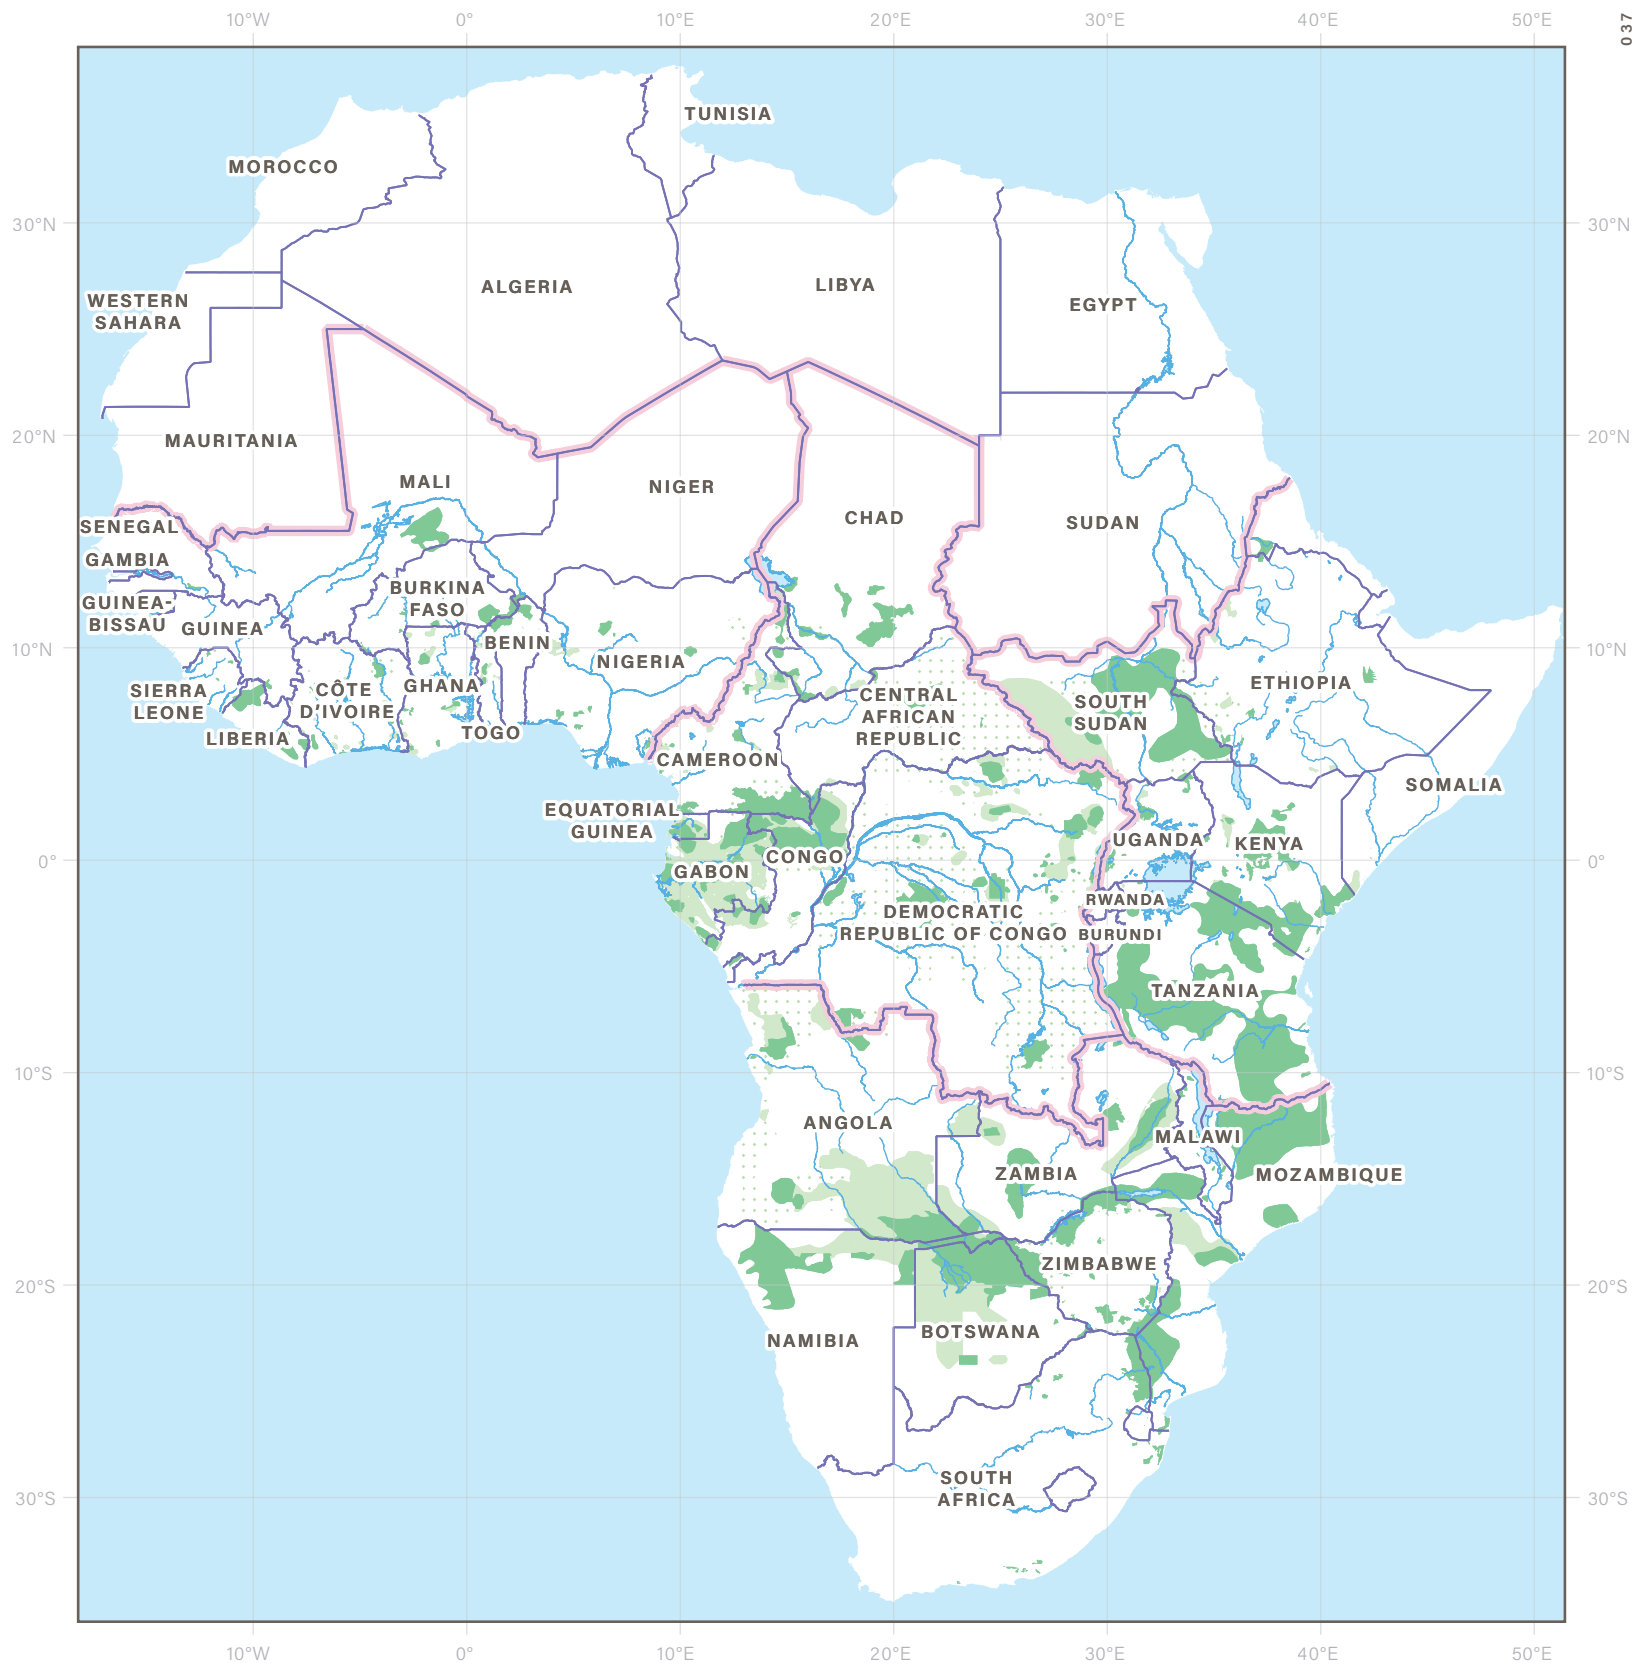 10°W
0°
10°E
20°E
30°E
40°E
50°E
037
TUNISIA
MOROCCO
30°N
30°N
ALGERIA
LIBYA
WESTERN
SAHARA
EGYPT
20°N
20°N
MAURITANIA
MALI
NIGER
CHAD
SUDAN
SENEGAL
GAMBIA
BURKINA
FASO
GUINEA-
BISSAU
GUINEA
BENIN
10°N
10°N
NIGERIA
SIERRA
LEONE
CÔTE
D'IVOIRE
GHANA
CENTRAL
AFRICAN
REPUBLIC
SOUTH
SUDAN
ETHIOPIA
LIBERIA
TOGO
CAMEROON
SOMALIA
EQUATORIAL
GUINEA
UGANDA
KENYA
0°
0°
GABON
CONGO
RWANDA
DEMOCRATIC
REPUBLIC OF CONGO
BURUNDI
TANZANIA
10°S
10°S
ANGOLA
MALAWI
ZAMBIA
MOZAMBIQUE
ZIMBABWE
20°S
20°S
NAMIBIA
BOTSWANA
SOUTH
AFRICA
30°S
30°S
10°W
0°
10°E
20°E
30°E
40°E
50°E